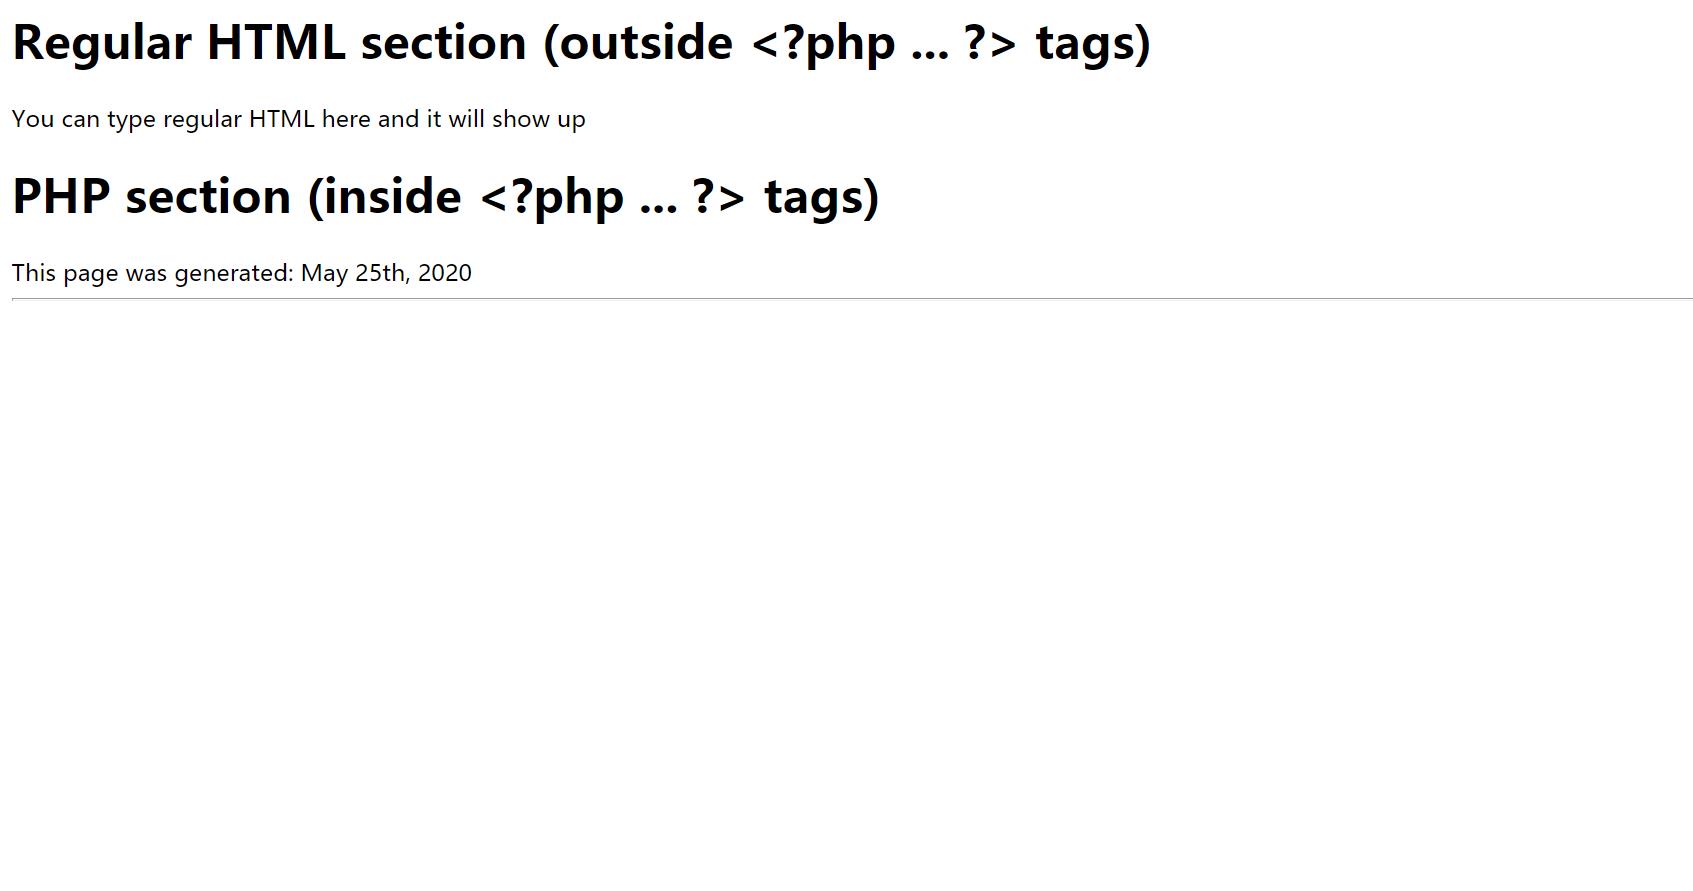 Regular HTML section (outside <?php ... ?> tags)
You can type regular HTML here and it will show up
PHP section (inside <?php ... ?> tags)
This page was generated: May 25th, 2020